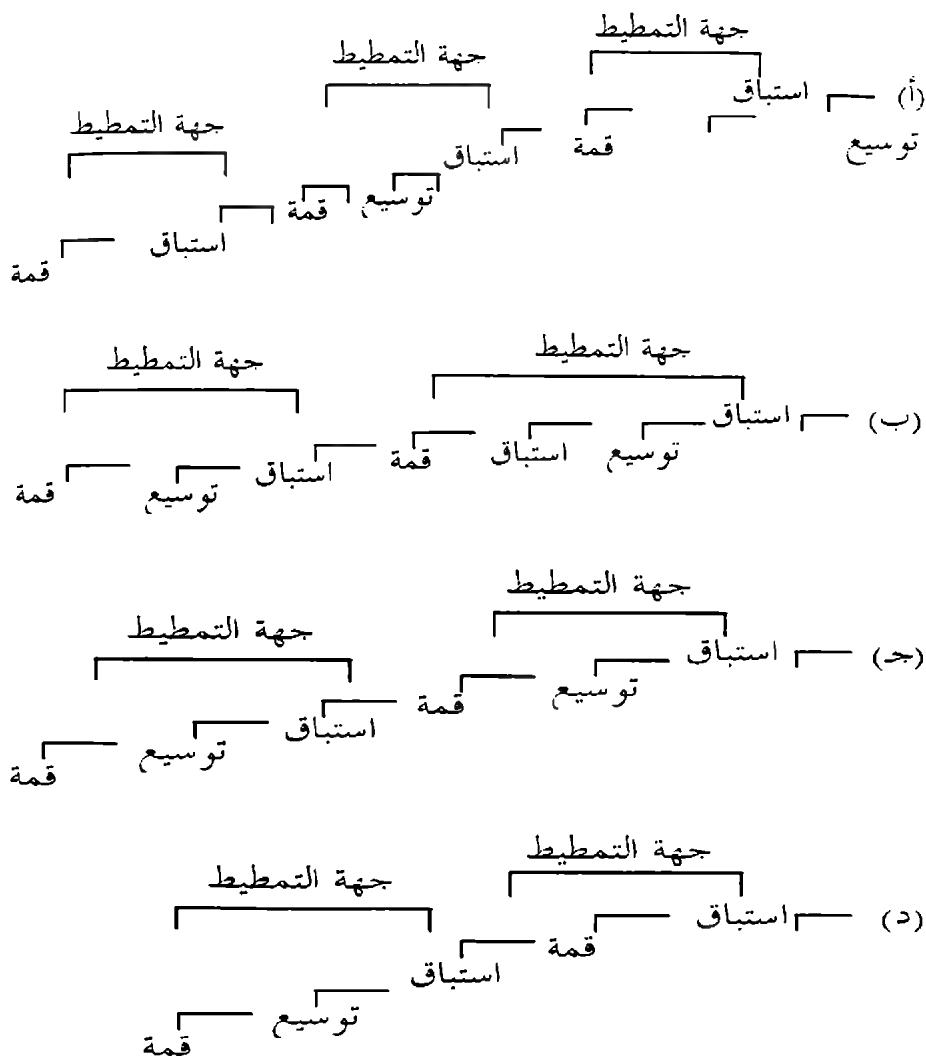 جهة التمطيط
جهة التمطيط
جهة التمطيط
(أ) استباق
توسيع قمة استباق توسيع قمة استباق قمة
جهة التمطيط جهة التمطيط
(ب) استباق توسيع استباق قمة استباق توسيع قمة
جهة التمطيط
جهة التمطيط
(جـ) استباق توسيع قمة استباق توسيع قمة
جهة التمطيط
جهة التمطيط
(د) استباق قمة استباق توسيع قمة